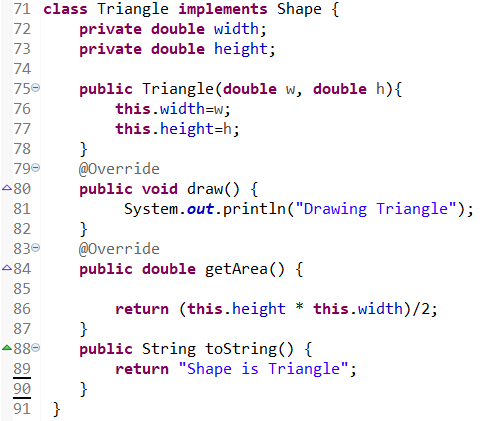 71 class Triangle implements Shape {
72     private double width;
73     private double height;
74
75     public Triangle(double w, double h){
76         this.width=w;
77         this.height=h;
78     }
79     @Override
80     public void draw() {
81          System.out.println("Drawing Triangle");
82     }
83     @Override
84     public double getArea() {
85
86         return (this.height * this.width)/2;
87     }
88     public String toString() {
89         return "Shape is Triangle";
90     }
91  }